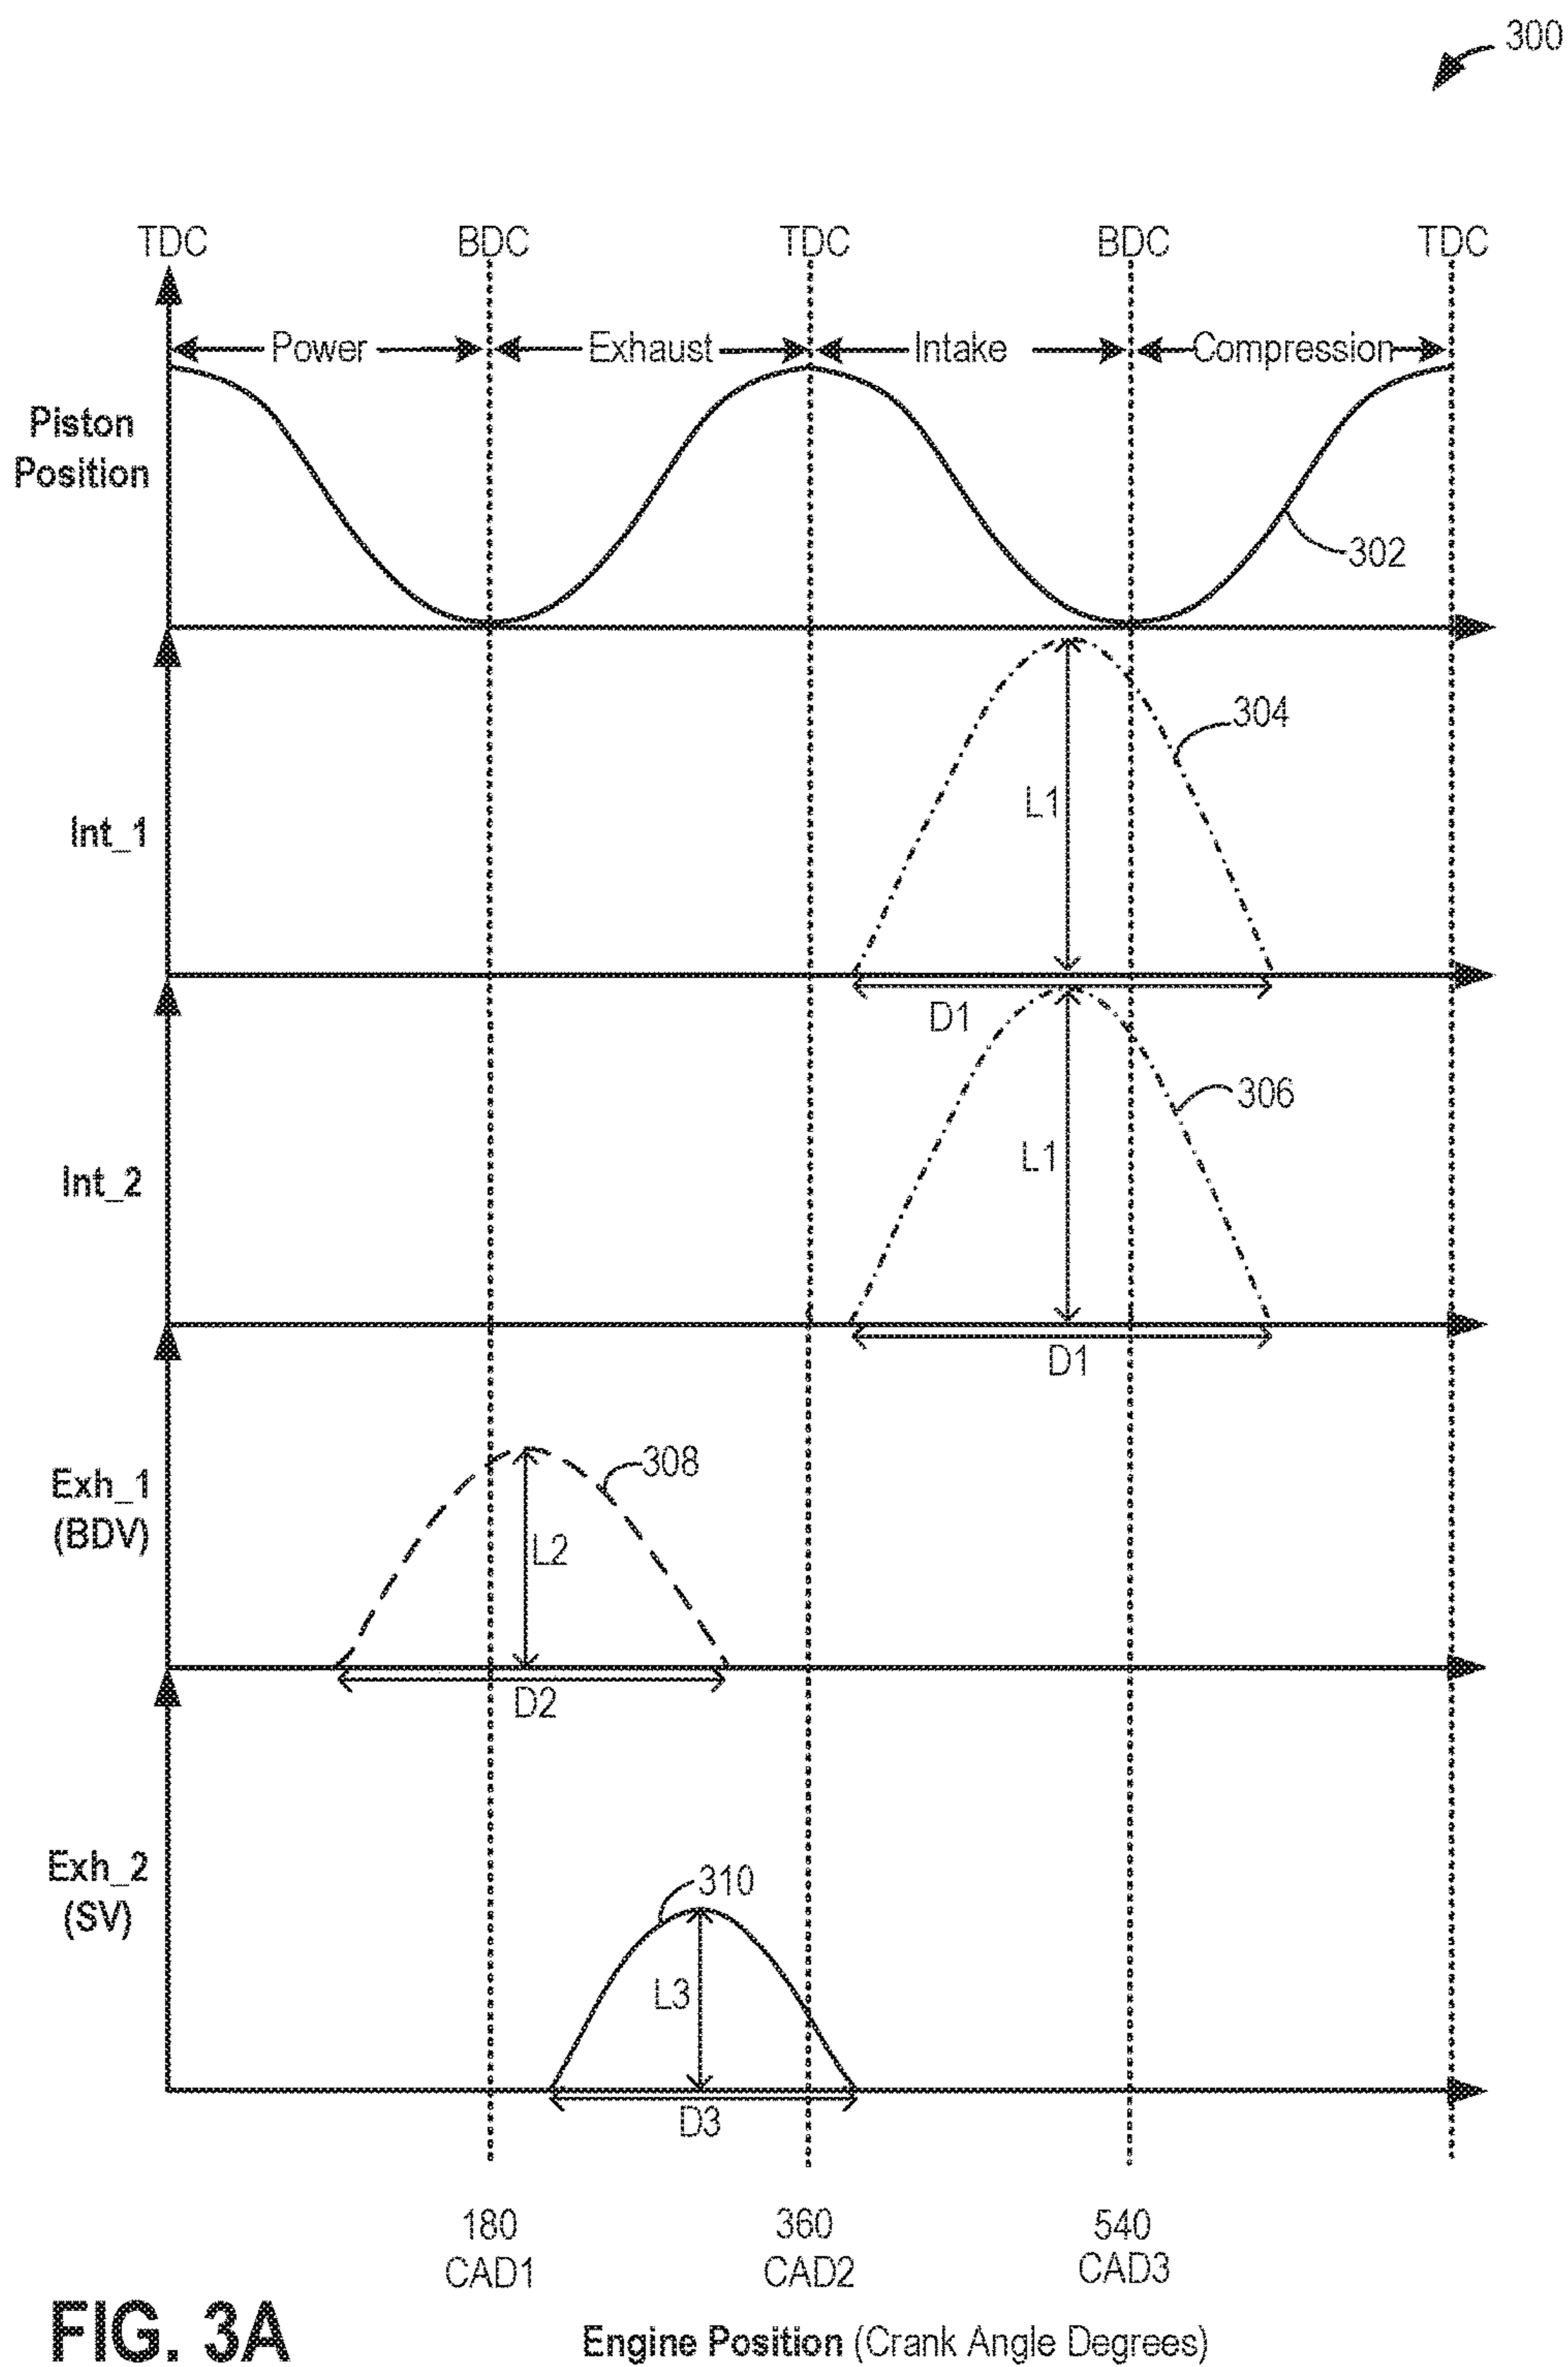 300
TDC BDC TDC BDC TDC
Power Exhaust Intake Compression
Piston
Position
302
304
L1
Int_1
D1
306
L1
Int_2
D1
308
Exh_1
(BDV)
L2
D2
310
Exh_2
(SV)
L3
D3
180 360 540
CAD1 CAD2 CAD3
FIG. 3A
Engine Position (Crank Angle Degrees)